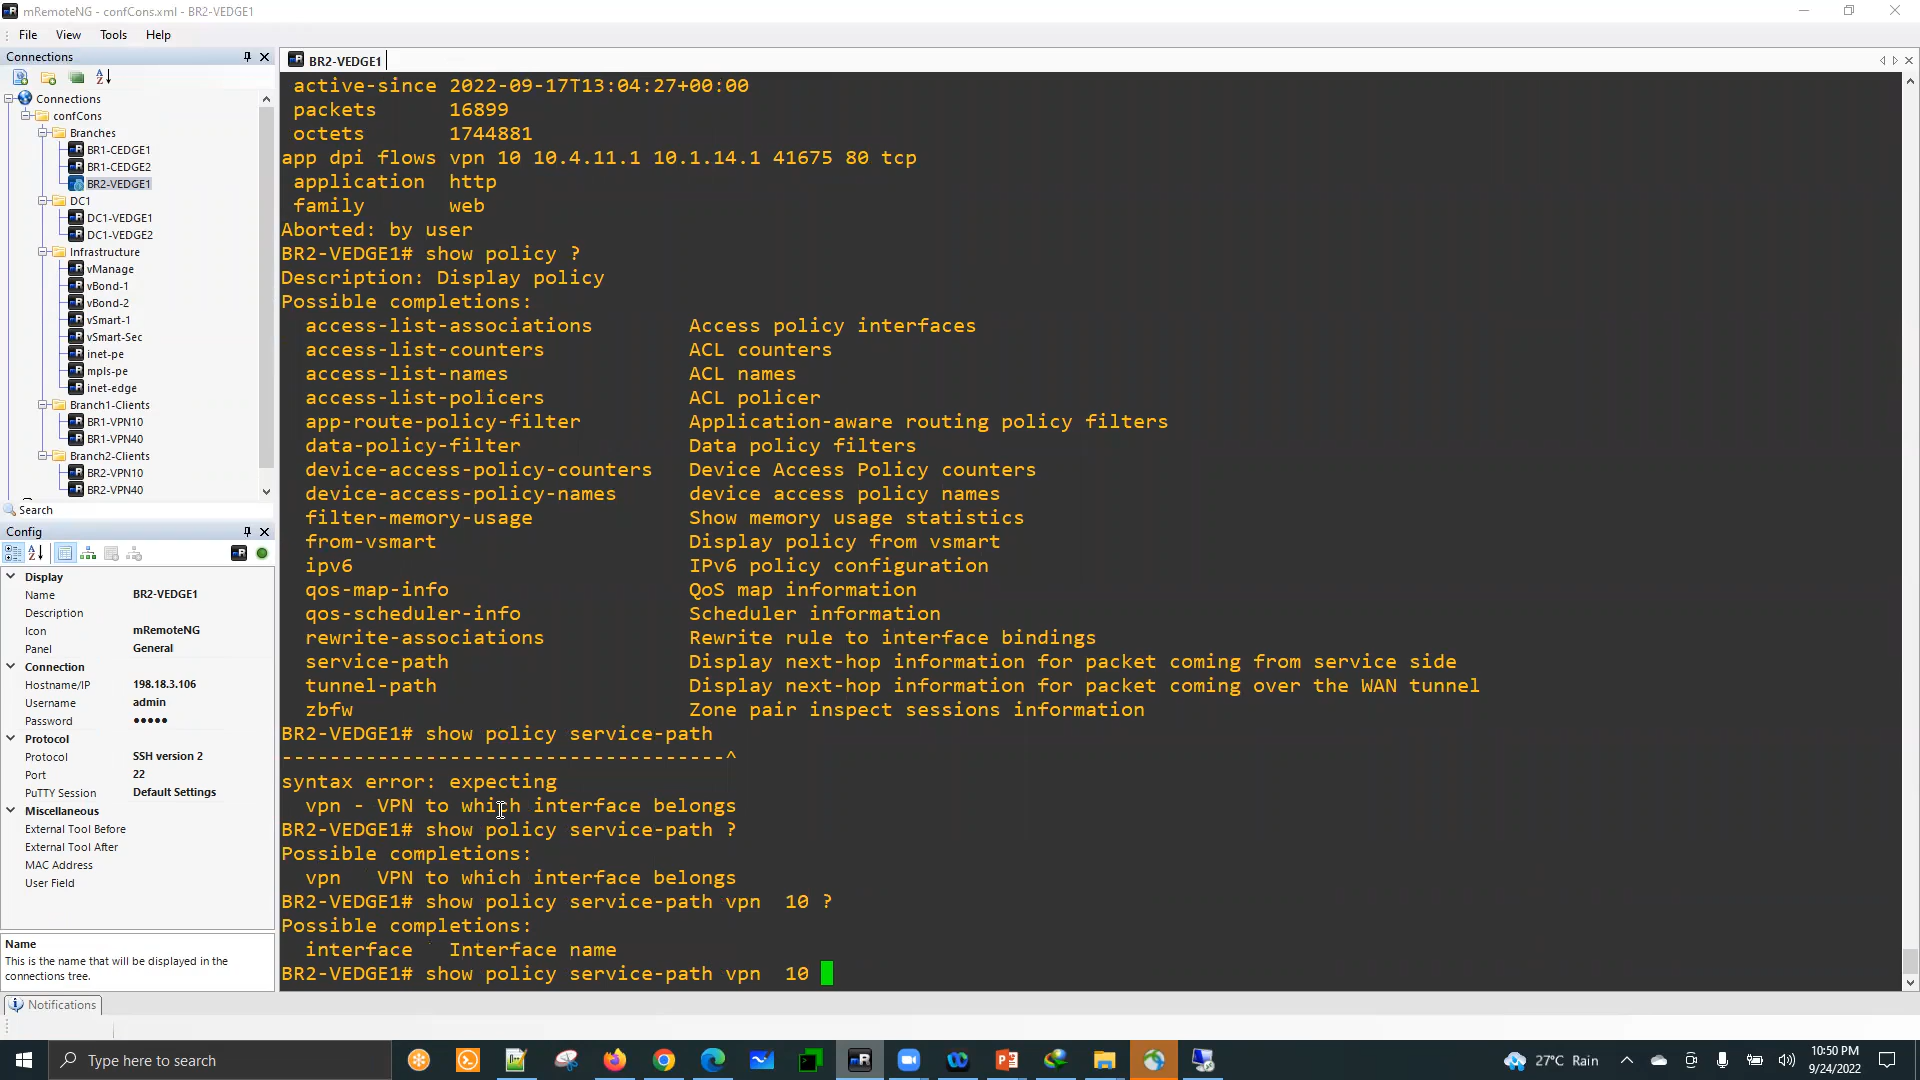 mRemoteNG - confCons.xml - BR2-VEDGE1
File View Tools Help
Connections
Connections
confCons
Branches
BR1-CEDGE1
BR1-CEDGE2
BR2-VEDGE1
DC1
DC1-VEDGE1
DC1-VEDGE2
Infrastructure
vManage
vBond-1
vBond-2
vSmart-1
vSmart-Sec
inet-pe
mpls-pe
inet-edge
Branch1-Clients
BR1-VPN10
BR1-VPN40
Branch2-Clients
BR2-VPN10
BR2-VPN40
Search
Config
Display
Name BR2-VEDGE1
Description
Icon mRemoteNG
Panel General
Connection
Hostname/IP 198.18.3.106
Username admin
Password •••••
Protocol
Protocol SSH version 2
Port 22
PuTTY Session Default Settings
Miscellaneous
External Tool Before
External Tool After
MAC Address
User Field
Name
This is the name that will be displayed in the
connections tree.
Notifications
BR2-VEDGE1
active-since 2022-09-17T13:04:27+00:00
packets 16899
octets 1744881
app dpi flows vpn 10 10.4.11.1 10.1.14.1 41675 80 tcp
application http
family web
Aborted: by user
BR2-VEDGE1# show policy ?
Description: Display policy
Possible completions:
access-list-associations Access policy interfaces
access-list-counters ACL counters
access-list-names ACL names
access-list-policers ACL policer
app-route-policy-filter Application-aware routing policy filters
data-policy-filter Data policy filters
device-access-policy-counters Device Access Policy counters
device-access-policy-names device access policy names
filter-memory-usage Show memory usage statistics
from-vsmart Display policy from vsmart
ipv6 IPv6 policy configuration
qos-map-info QoS map information
qos-scheduler-info Scheduler information
rewrite-associations Rewrite rule to interface bindings
service-path Display next-hop information for packet coming from service side
tunnel-path Display next-hop information for packet coming over the WAN tunnel
zbfw Zone pair inspect sessions information
BR2-VEDGE1# show policy service-path
-------------------------------------^
syntax error: expecting
vpn - VPN to which interface belongs
BR2-VEDGE1# show policy service-path ?
Possible completions:
vpn VPN to which interface belongs
BR2-VEDGE1# show policy service-path vpn  10 ?
Possible completions:
interface Interface name
BR2-VEDGE1# show policy service-path vpn  10
Type here to search
27°C Rain
10:50 PM
9/24/2022